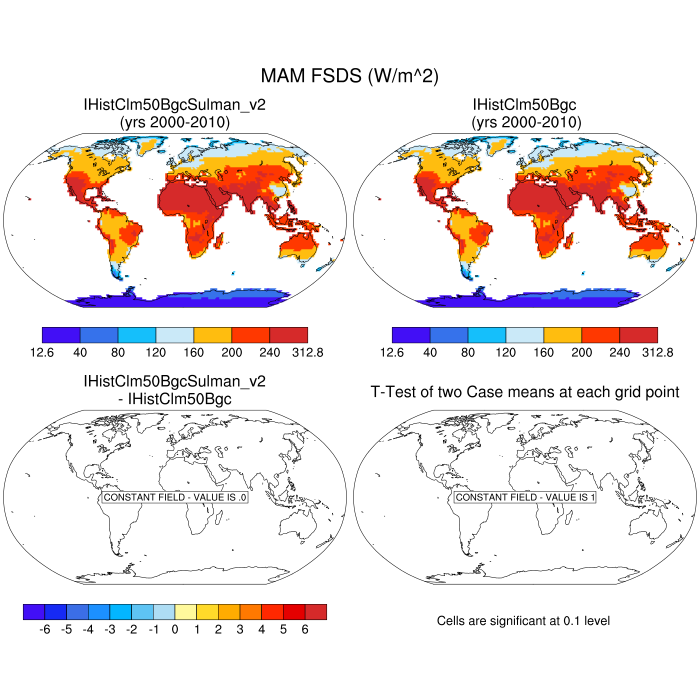 MAM FSDS (W/m^2)
IHistClm50BgcSulman_v2
(yrs 2000-2010)
IHistClm50Bgc
(yrs 2000-2010)
12.6 40 80 120 160 200 240 312.8
12.6 40 80 120 160 200 240 312.8
IHistClm50BgcSulman_v2
- IHistClm50Bgc
T-Test of two Case means at each grid point
CONSTANT FIELD - VALUE IS .0
CONSTANT FIELD - VALUE IS 1
-6 -5 -4 -3 -2 -1 0 1 2 3 4 5 6
Cells are significant at 0.1 level